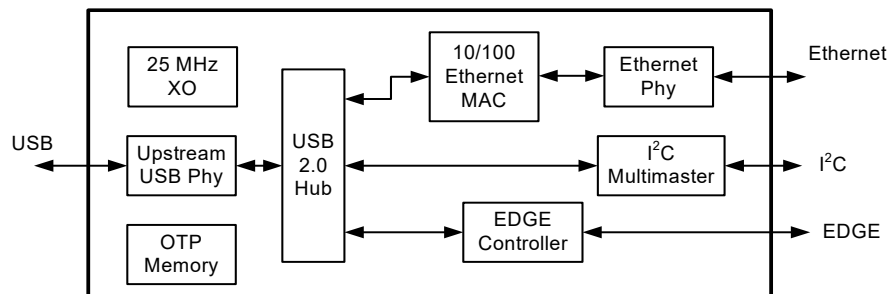 25 MHz
XO
10/100
Ethernet
MAC
Ethernet
Phy
Ethernet
USB
Upstream
USB Phy
USB
2.0
Hub
I²C
Multimaster
I²C
OTP
Memory
EDGE
Controller
EDGE